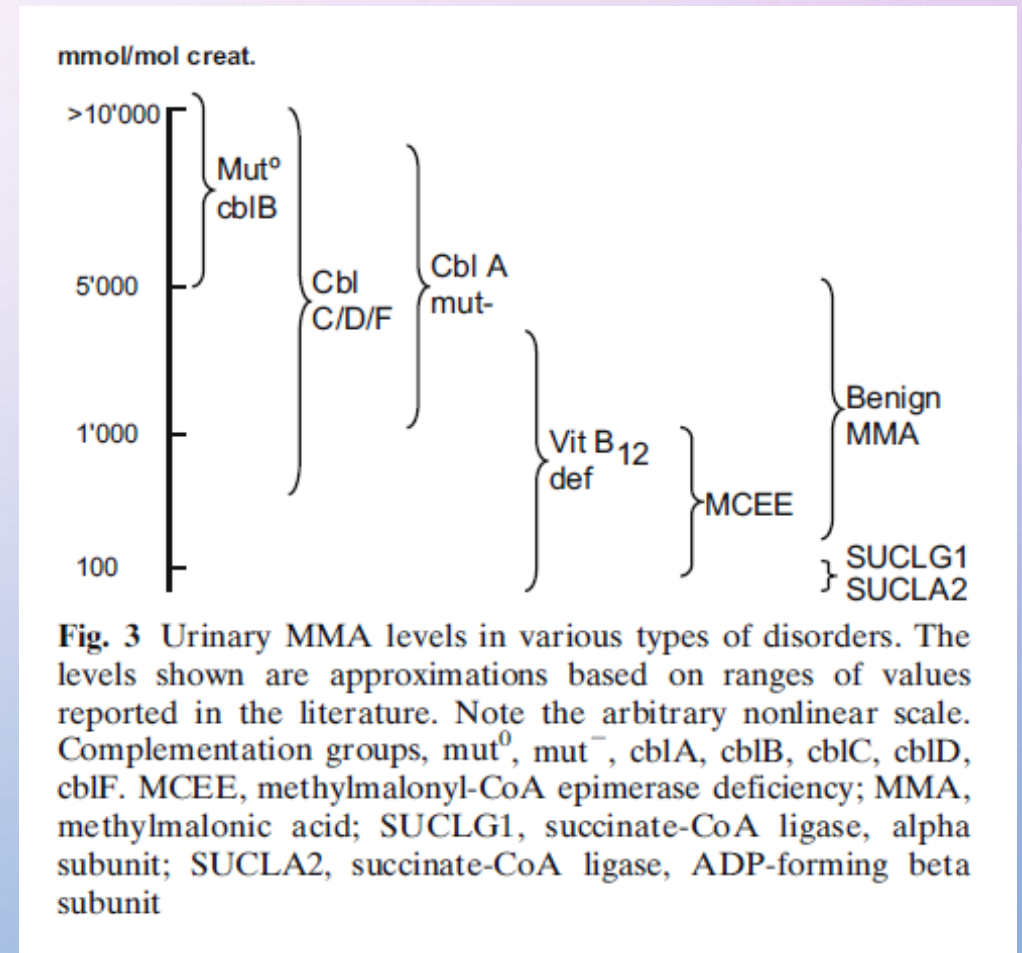 mmol/mol creat.
>10'000
Mutº
cblB
5'000
Cbl
C/D/F
Cbl A
mut-
Benign
MMA
1'000
Vit B12
def
MCEE
100
SUCLG1
SUCLA2
Fig. 3 Urinary MMA levels in various types of disorders. The
levels shown are approximations based on ranges of values
reported in the literature. Note the arbitrary nonlinear scale.
Complementation groups, mut⁰, mut⁻, cblA, cblB, cblC, cblD,
cblF. MCEE, methylmalonyl-CoA epimerase deficiency; MMA,
methylmalonic acid; SUCLG1, succinate-CoA ligase, alpha
subunit; SUCLA2, succinate-CoA ligase, ADP-forming beta
subunit